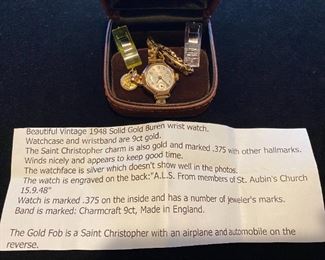 Beautiful Vintage 1948 Solid Gold Buren wrist watch.
Watchcase and wristband are 9ct gold.
The Saint Christopher charm is also gold and marked .375 with other hallmarks.
Winds nicely and appears to keep good time.
The watchface is silver which doesn't show well in the photos.
The watch is engraved on the back:"A.L.S. From members of St. Aubin's Church
15.9.48"
Watch is marked .375 on the inside and has a number of jeweler's marks.
Band is marked: Charmcraft 9ct, Made in England.
The Gold Fob is a Saint Christopher with an airplane and automobile on the
reverse.